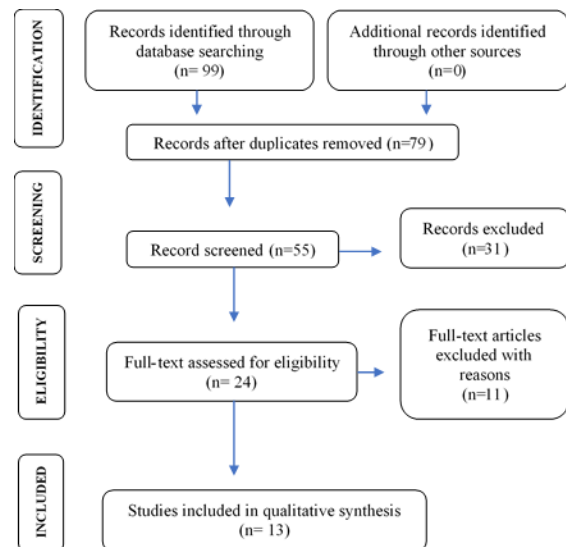 IDENTIFICATION
Records identified through
database searching
(n= 99)
Additional records identified
through other sources
(n=0)
Records after duplicates removed (n=79)
SCREENING
Record screened (n=55)
Records excluded
(n=31)
ELIGIBILITY
Full-text assessed for eligibility
(n= 24)
Full-text articles
excluded with
reasons
(n=11)
INCLUDED
Studies included in qualitative synthesis
(n= 13)